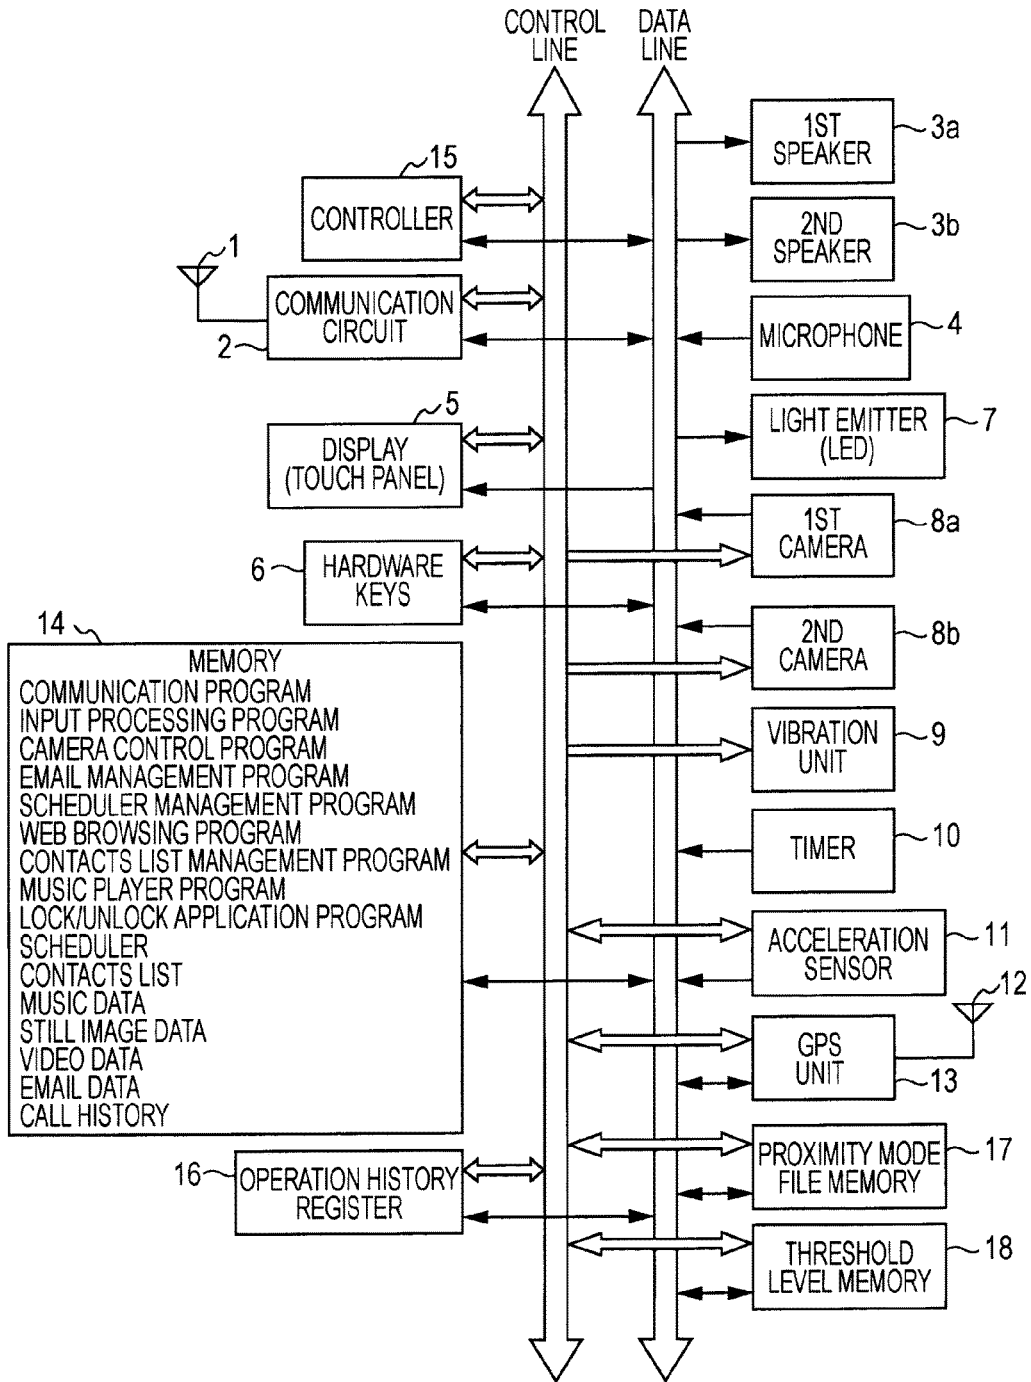 CONTROL
LINE
DATA
LINE
1ST
SPEAKER
3a
15
CONTROLLER
2ND
SPEAKER
3b
1
COMMUNICATION
CIRCUIT
2
MICROPHONE
4
5
DISPLAY
(TOUCH PANEL)
LIGHT EMITTER
(LED)
7
1ST
CAMERA
8a
6
HARDWARE
KEYS
2ND
CAMERA
8b
14
MEMORY
COMMUNICATION PROGRAM
INPUT PROCESSING PROGRAM
CAMERA CONTROL PROGRAM
EMAIL MANAGEMENT PROGRAM
SCHEDULER MANAGEMENT PROGRAM
WEB BROWSING PROGRAM
CONTACTS LIST MANAGEMENT PROGRAM
MUSIC PLAYER PROGRAM
LOCK/UNLOCK APPLICATION PROGRAM
SCHEDULER
CONTACTS LIST
MUSIC DATA
STILL IMAGE DATA
VIDEO DATA
EMAIL DATA
CALL HISTORY
VIBRATION
UNIT
9
TIMER
10
ACCELERATION
SENSOR
11
12
GPS
UNIT
13
16
OPERATION HISTORY
REGISTER
PROXIMITY MODE
FILE MEMORY
17
THRESHOLD
LEVEL MEMORY
18